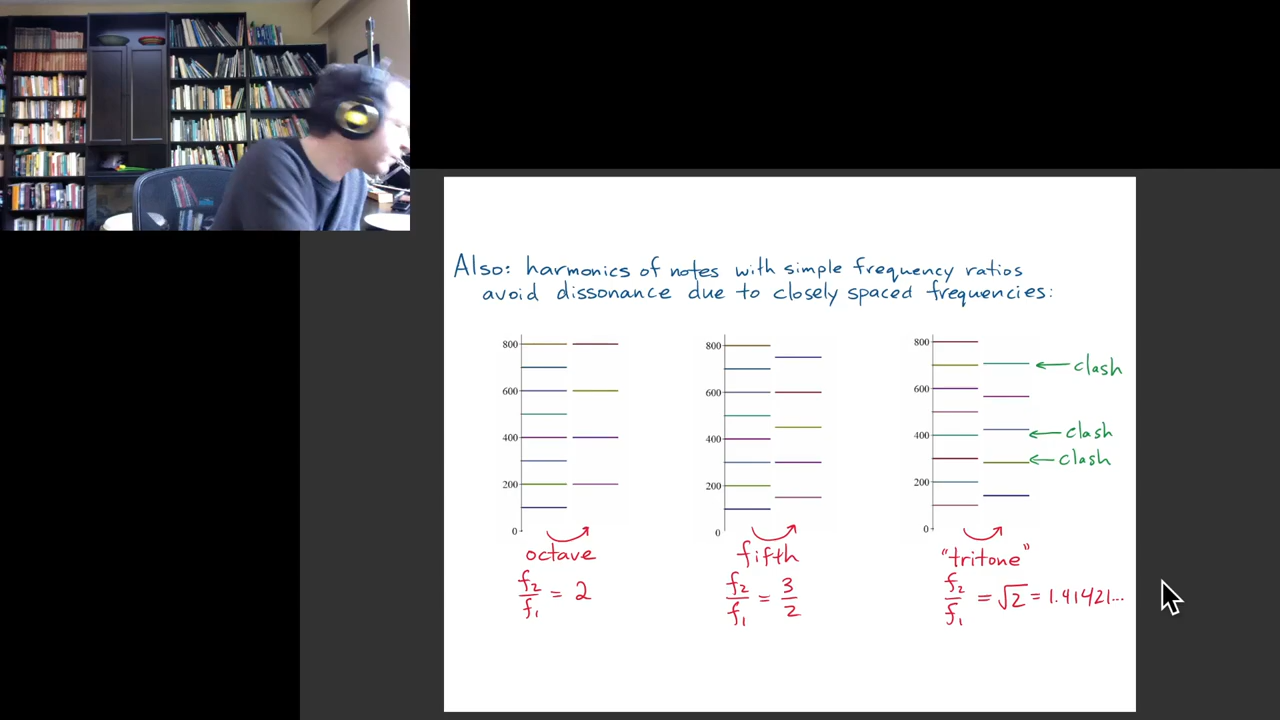 Also: harmonics of notes with simple frequency ratios
avoid dissonance due to closely spaced frequencies:
800
600
400
200
0
octave
f₂/f₁ = 2
800
600
400
200
0
fifth
f₂/f₁ = 3/2
800
600
400
200
0
clash
clash
clash
"tritone"
f₂/f₁ = √2 = 1.41421...